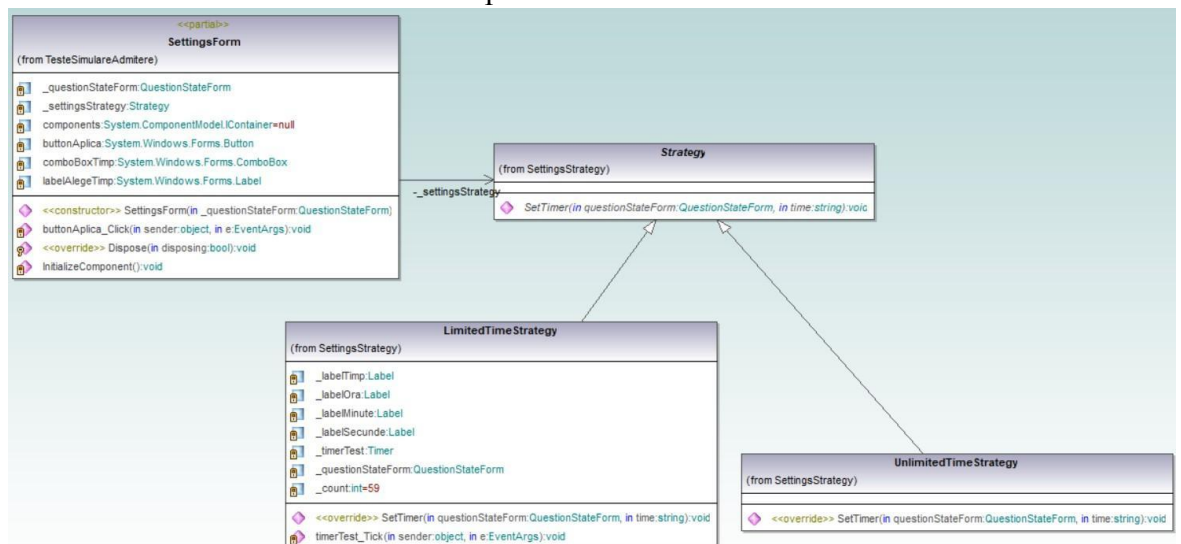 <<partial>>
SettingsForm
(from TesteSimulareAdmitere)
_questionStateForm:QuestionStateForm
_settingsStrategy:Strategy
components:System.ComponentModel.IContainer=null
buttonAplica:System.Windows.Forms.Button
comboBoxTimp:System.Windows.Forms.ComboBox
labelAlegeTimp:System.Windows.Forms.Label
<<constructor>> SettingsForm(in _questionStateForm:QuestionStateForm)
buttonAplica_Click(in sender:object, in e:EventArgs):void
<<override>> Dispose(in disposing:bool):void
InitializeComponent():void
-_settingsStrategy
Strategy
(from SettingsStrategy)
SetTimer(in questionStateForm:QuestionStateForm, in time:string):void
LimitedTimeStrategy
(from SettingsStrategy)
_labelTimp:Label
_labelOra:Label
_labelMinute:Label
_labelSecunde:Label
_timerTest:Timer
_questionStateForm:QuestionStateForm
_count:int=59
<<override>> SetTimer(in questionStateForm:QuestionStateForm, in time:string):void
timerTest_Tick(in sender:object, in e:EventArgs):void
UnlimitedTimeStrategy
(from SettingsStrategy)
<<override>> SetTimer(in questionStateForm:QuestionStateForm, in time:string):void